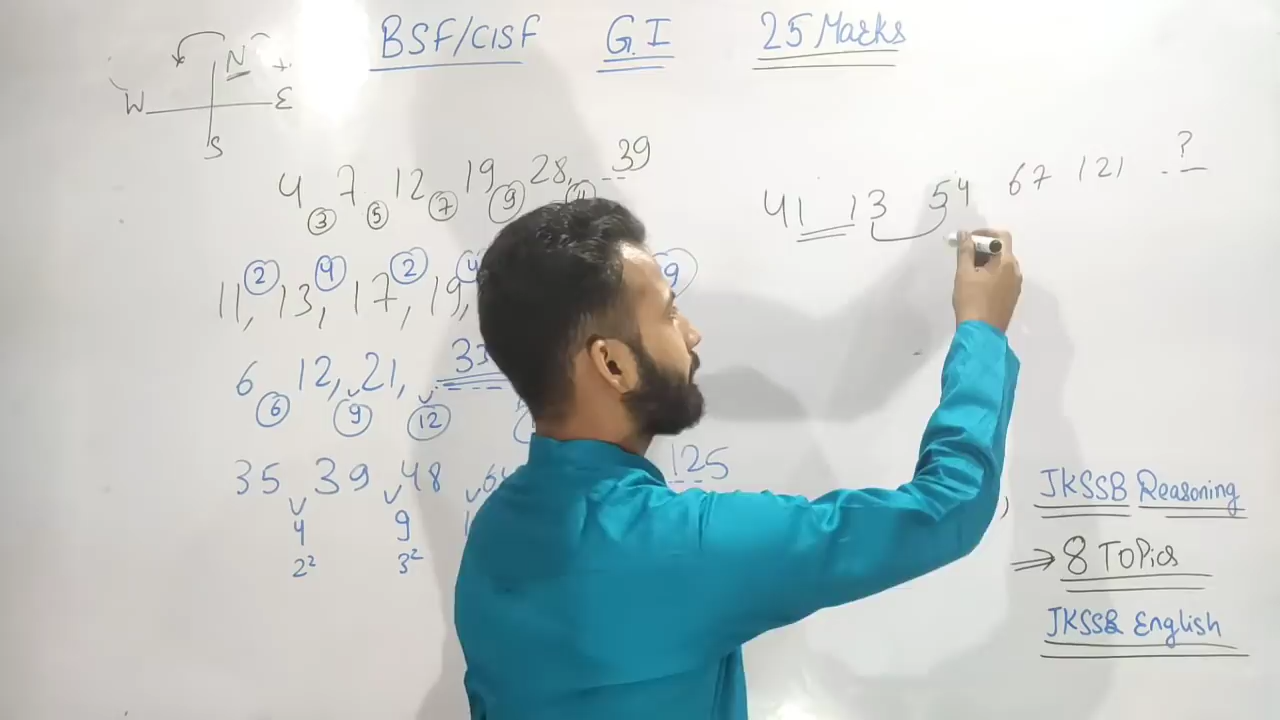 BSF/CISF G.I 25 Marks
N
W E
S
4 7 12 19 28, 39
3 5 7 9
41 13 54 67 121 ?
2 4 2 9
11, 13, 17, 19,
6 12, 21, 33
6 9 12
35 39 48 125
4 9
2² 3²
JKSSB Reasoning
⇒ 8 TOPics
JKSSB English